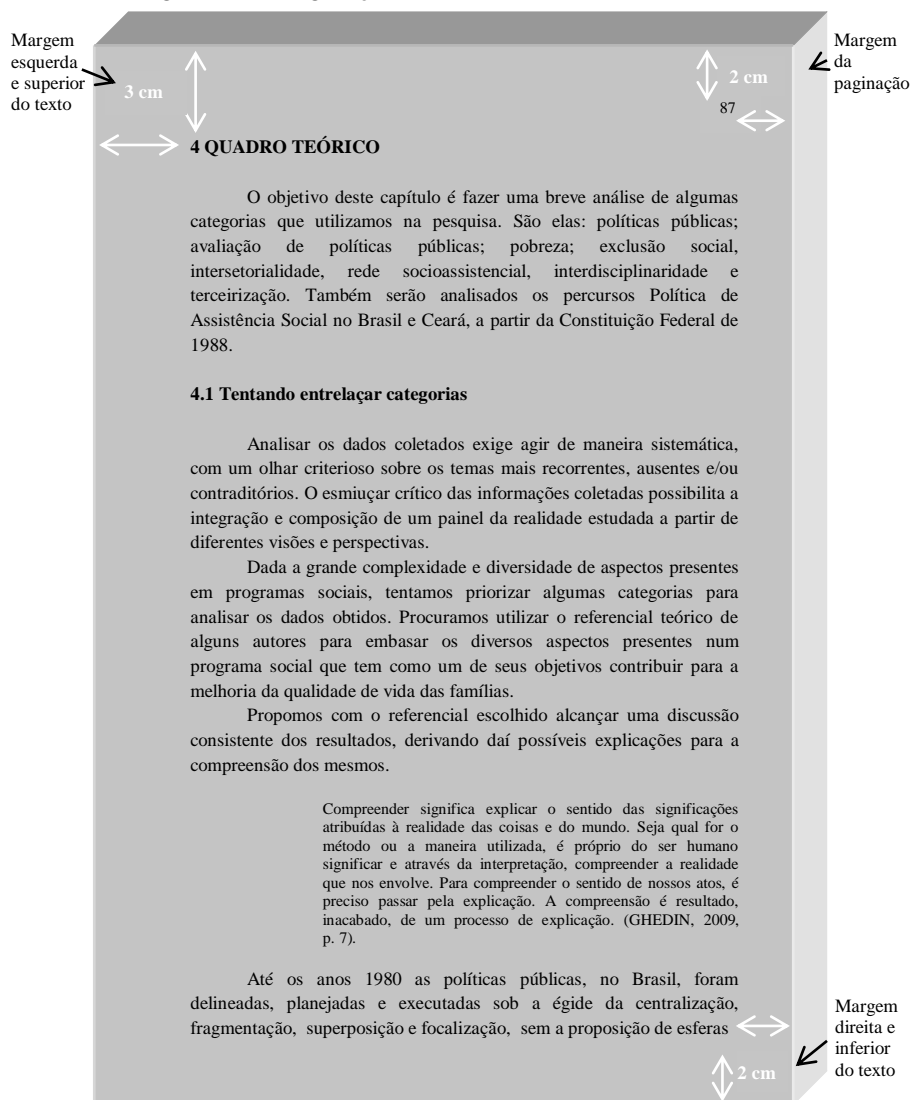 Margem
esquerda
e superior
do texto
3 cm
2 cm
Margem
da
paginação
87
4 QUADRO TEÓRICO
O objetivo deste capítulo é fazer uma breve análise de algumas
categorias que utilizamos na pesquisa. São elas: políticas públicas;
avaliação de políticas públicas; pobreza; exclusão social,
intersetorialidade, rede socioassistencial, interdisciplinaridade e
terceirização. Também serão analisados os percursos Política de
Assistência Social no Brasil e Ceará, a partir da Constituição Federal de
1988.
4.1 Tentando entrelaçar categorias
Analisar os dados coletados exige agir de maneira sistemática,
com um olhar criterioso sobre os temas mais recorrentes, ausentes e/ou
contraditórios. O esmiuçar crítico das informações coletadas possibilita a
integração e composição de um painel da realidade estudada a partir de
diferentes visões e perspectivas.
Dada a grande complexidade e diversidade de aspectos presentes
em programas sociais, tentamos priorizar algumas categorias para
analisar os dados obtidos. Procuramos utilizar o referencial teórico de
alguns autores para embasar os diversos aspectos presentes num
programa social que tem como um de seus objetivos contribuir para a
melhoria da qualidade de vida das famílias.
Propomos com o referencial escolhido alcançar uma discussão
consistente dos resultados, derivando daí possíveis explicações para a
compreensão dos mesmos.
Compreender significa explicar o sentido das significações
atribuídas à realidade das coisas e do mundo. Seja qual for o
método ou a maneira utilizada, é próprio do ser humano
significar e através da interpretação, compreender a realidade
que nos envolve. Para compreender o sentido de nossos atos, é
preciso passar pela explicação. A compreensão é resultado,
inacabado, de um processo de explicação. (GHEDIN, 2009,
p. 7).
Até os anos 1980 as políticas públicas, no Brasil, foram
delineadas, planejadas e executadas sob a égide da centralização,
fragmentação, superposição e focalização, sem a proposição de esferas
Margem
direita e
inferior
do texto
2 cm